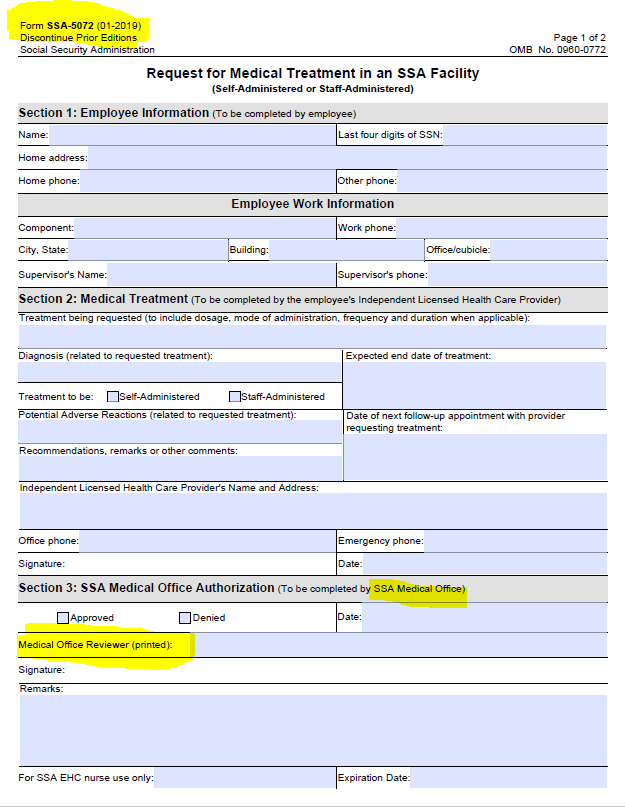 Form SSA-5072 (01-2019)
Discontinue Prior Editions
Social Security Administration
Page 1 of 2
OMB No. 0960-0772
Request for Medical Treatment in an SSA Facility
(Self-Administered or Staff-Administered)
Section 1: Employee Information (To be completed by employee)
Name: Last four digits of SSN:
Home address:
Home phone: Other phone:
Employee Work Information
Component: Work phone:
City, State: Building: Office/cubicle:
Supervisor's Name: Supervisor's phone:
Section 2: Medical Treatment (To be completed by the employee's Independent Licensed Health Care Provider)
Treatment being requested (to include dosage, mode of administration, frequency and duration when applicable):
Diagnosis (related to requested treatment): Expected end date of treatment:
Treatment to be: Self-Administered Staff-Administered
Potential Adverse Reactions (related to requested treatment):
Date of next follow-up appointment with provider
requesting treatment:
Recommendations, remarks or other comments:
Independent Licensed Health Care Provider's Name and Address:
Office phone: Emergency phone:
Signature: Date:
Section 3: SSA Medical Office Authorization (To be completed by SSA Medical Office)
Approved Denied Date:
Medical Office Reviewer (printed):
Signature:
Remarks:
For SSA EHC nurse use only: Expiration Date: